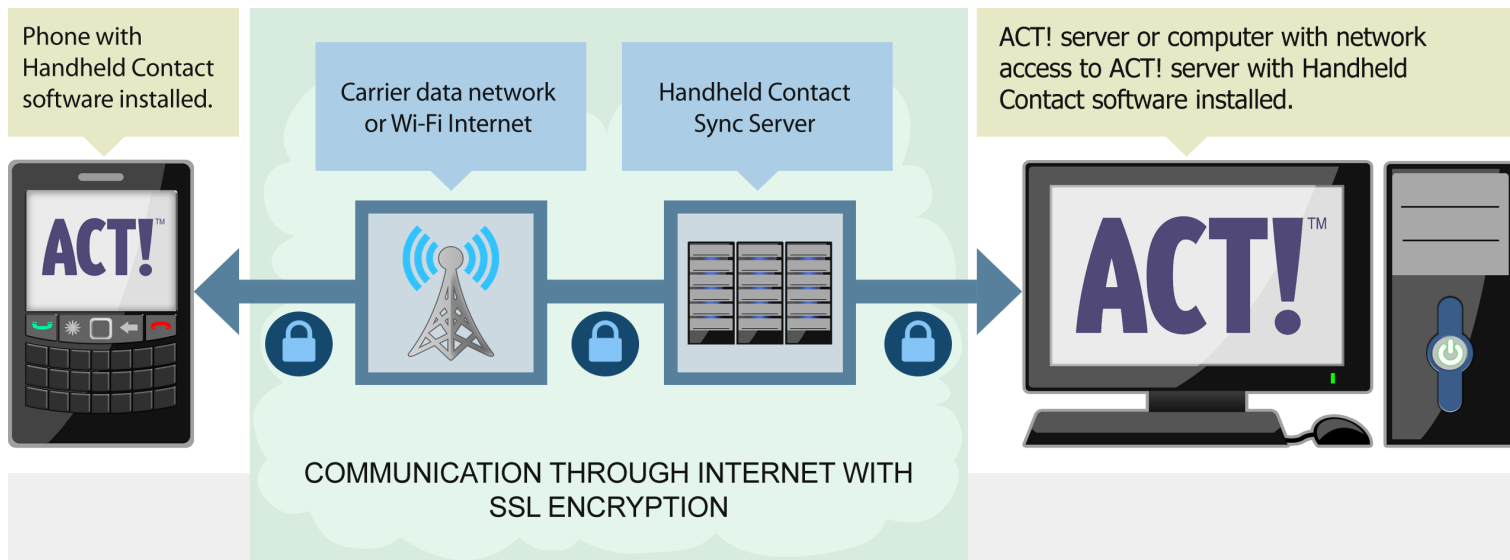 Phone with
Handheld Contact
software installed.
Carrier data network
or Wi-Fi Internet
Handheld Contact
Sync Server
ACT! server or computer with network
access to ACT! server with Handheld
Contact software installed.
ACT!™
ACT!™
COMMUNICATION THROUGH INTERNET WITH
SSL ENCRYPTION